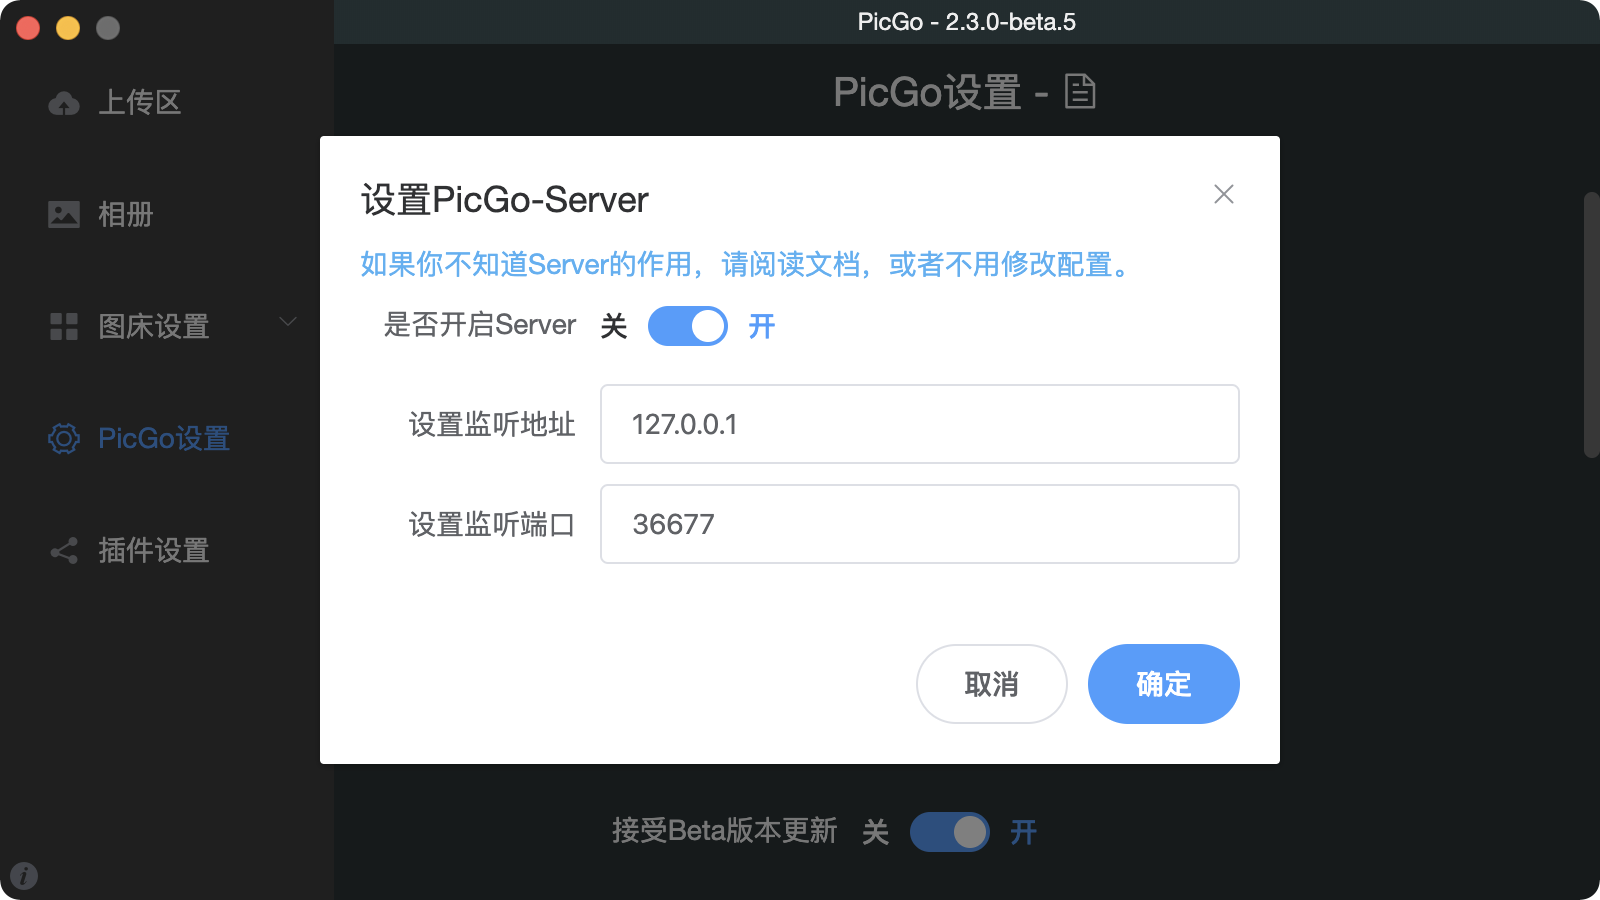 PicGo - 2.3.0-beta.5
上传区
相册
图床设置
PicGo设置
插件设置
PicGo设置 -
设置PicGo-Server
如果你不知道Server的作用，请阅读文档，或者不用修改配置。
是否开启Server 关 开
设置监听地址 127.0.0.1
设置监听端口 36677
取消 确定
接受Beta版本更新 关 开